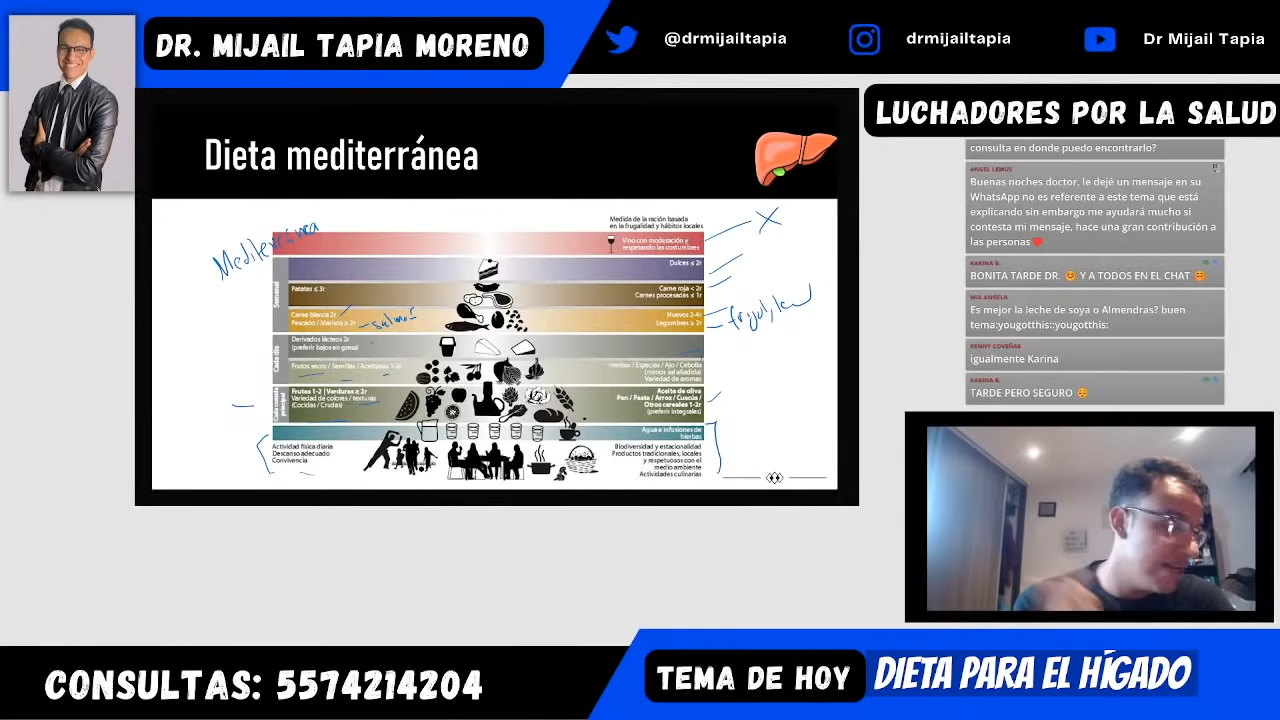 DR. MIJAIL TAPIA MORENO
@drmijailtapia
drmijailtapia
Dr Mijail Tapia
LUCHADORES POR LA SALUD
Dieta mediterránea
Mediterránea
Medida de la ración basada
en la frugalidad y hábitos locales
Vino con moderación y
respetando las costumbres
X
Semanal
Dulces ≤ 2r
Patatas ≤ 3r
Carne roja < 2r
Carnes procesadas ≤ 1r
Carne blanca 2r
Pescado / Marisco ≥ 2r
Huevos 2-4r
Legumbres ≥ 2r
Cada día
Derivados lácteos 2r
(preferir bajos en grasa)
Frutos secos / Semillas / Aceitunas 1-2r
Hierbas / Especias / Ajo / Cebolla
(menos sal añadida)
Variedad de aromas
Cada comida
principal
Frutas 1-2 | Verduras ≥ 2r
Variedad de colores / texturas
(Cocidas / Crudas)
Aceite de oliva
Pan / Pasta / Arroz / Cuscús /
Otros cereales 1-2r
(preferir integrales)
Agua e infusiones de
hierbas
Actividad física diaria
Descanso adecuado
Convivencia
Biodiversidad y estacionalidad
Productos tradicionales, locales
y respetuosos con el
medio ambiente
Actividades culinarias
consulta en donde puedo encontrarlo?
ANGEL LEMUS
Buenas noches doctor, le dejé un mensaje en su
WhatsApp no es referente a este tema que está
explicando sin embargo me ayudará mucho si
contesta mi mensaje, hace una gran contribución a
las personas
KARINA B.
BONITA TARDE DR. Y A TODOS EN EL CHAT
MIA ANGELA
Es mejor la leche de soya o Almendras? buen
tema:yougotthis::yougotthis:
KENNY COVEÑAS
igualmente Karina
KARINA B.
TARDE PERO SEGURO
CONSULTAS: 5574214204
TEMA DE HOY
DIETA PARA EL HÍGADO